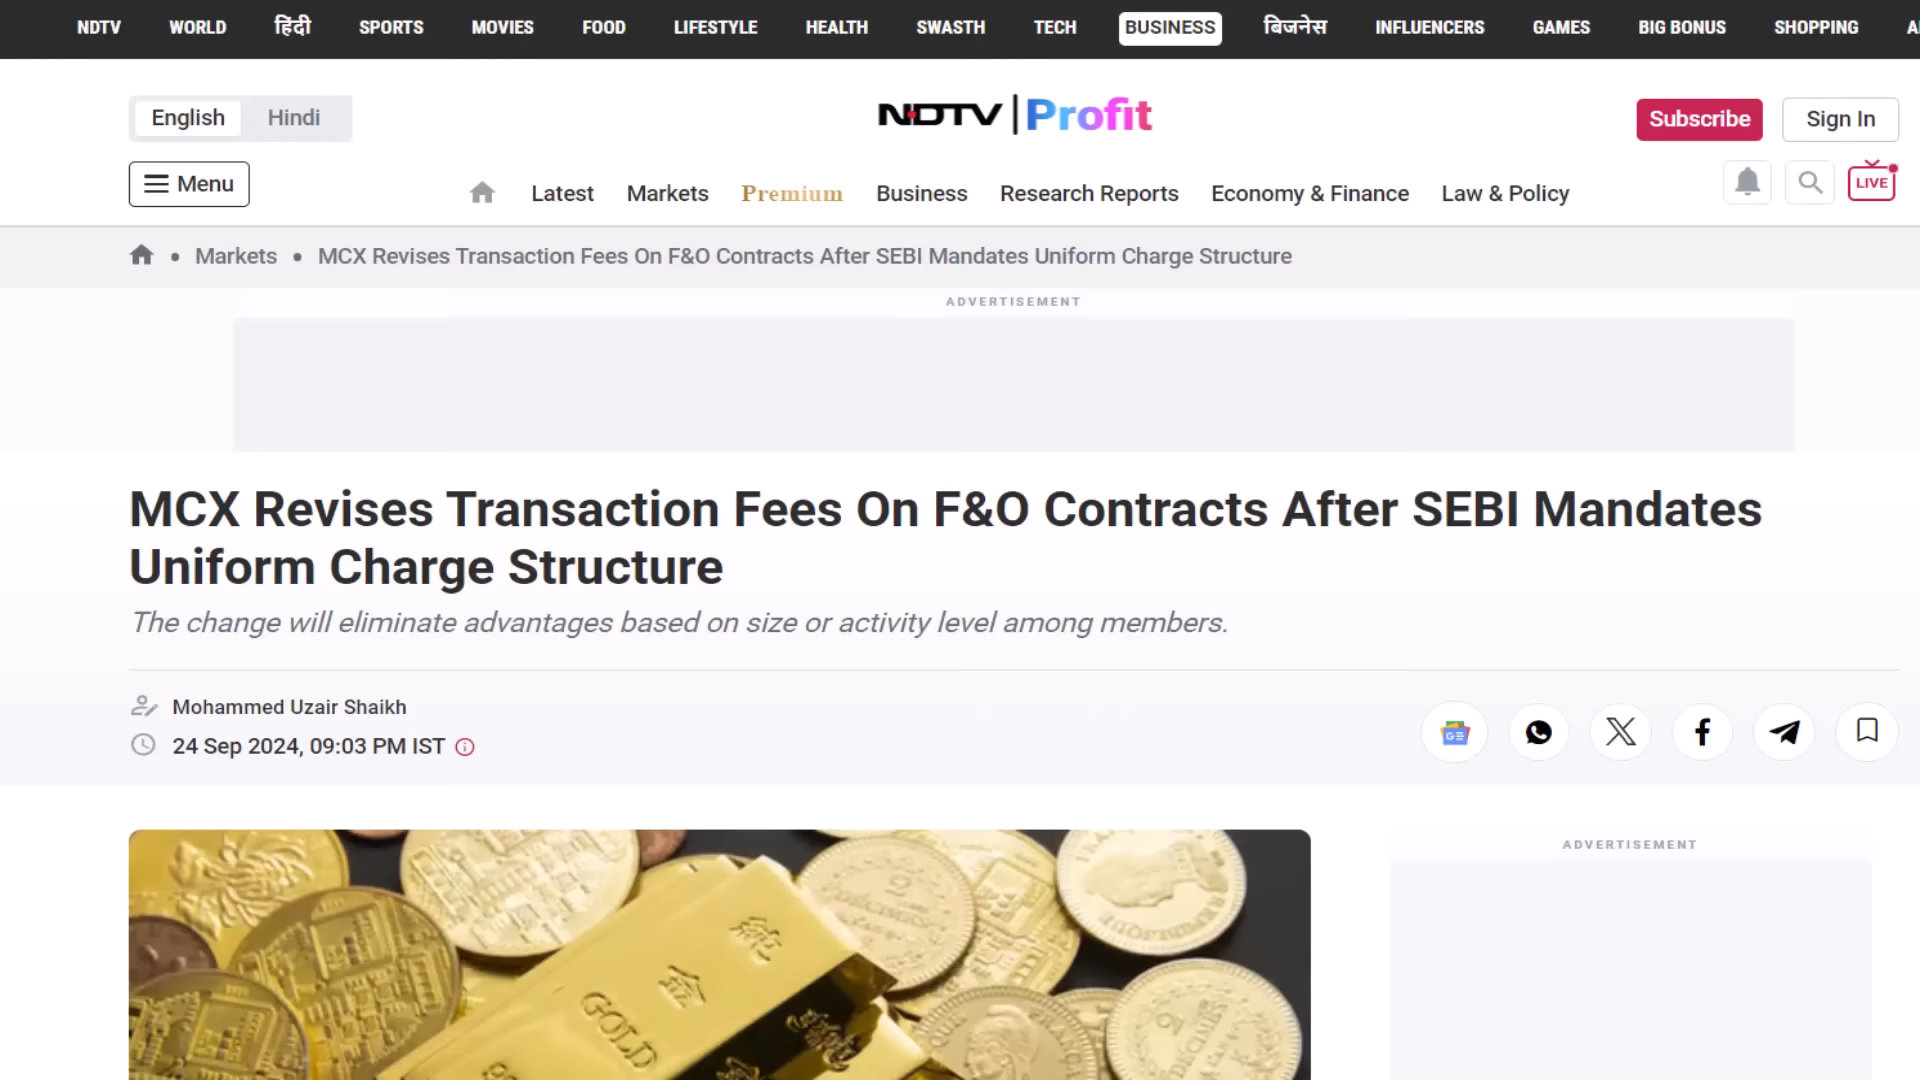 NDTV WORLD हिंदी SPORTS MOVIES FOOD LIFESTYLE HEALTH SWASTH TECH BUSINESS बिजनेस INFLUENCERS GAMES BIG BONUS SHOPPING
English Hindi
NDTV Profit
Subscribe Sign In
Menu
Latest Markets Premium Business Research Reports Economy & Finance Law & Policy
LIVE
Markets • MCX Revises Transaction Fees On F&O Contracts After SEBI Mandates Uniform Charge Structure
ADVERTISEMENT
MCX Revises Transaction Fees On F&O Contracts After SEBI Mandates
Uniform Charge Structure
The change will eliminate advantages based on size or activity level among members.
Mohammed Uzair Shaikh
24 Sep 2024, 09:03 PM IST
ADVERTISEMENT
純
金
GOLD